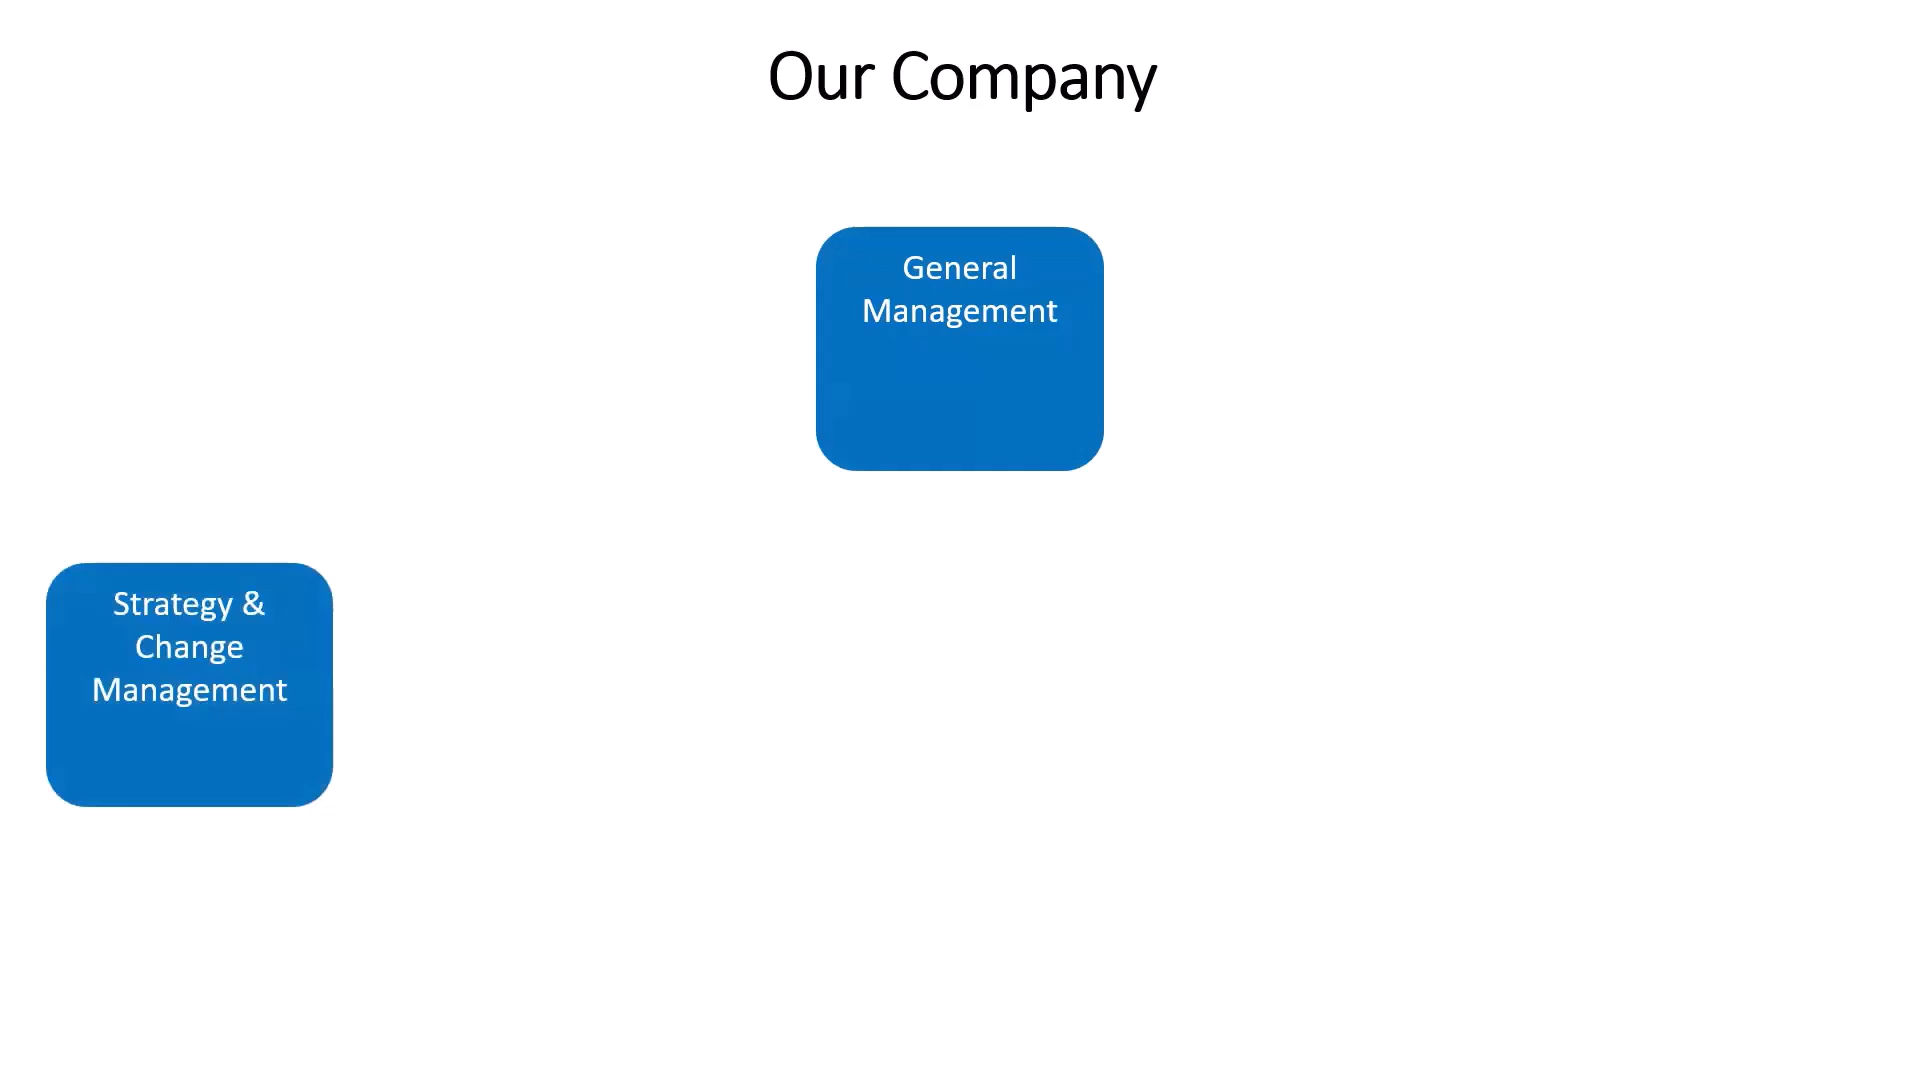 Our Company
General
Management
Strategy &
Change
Management